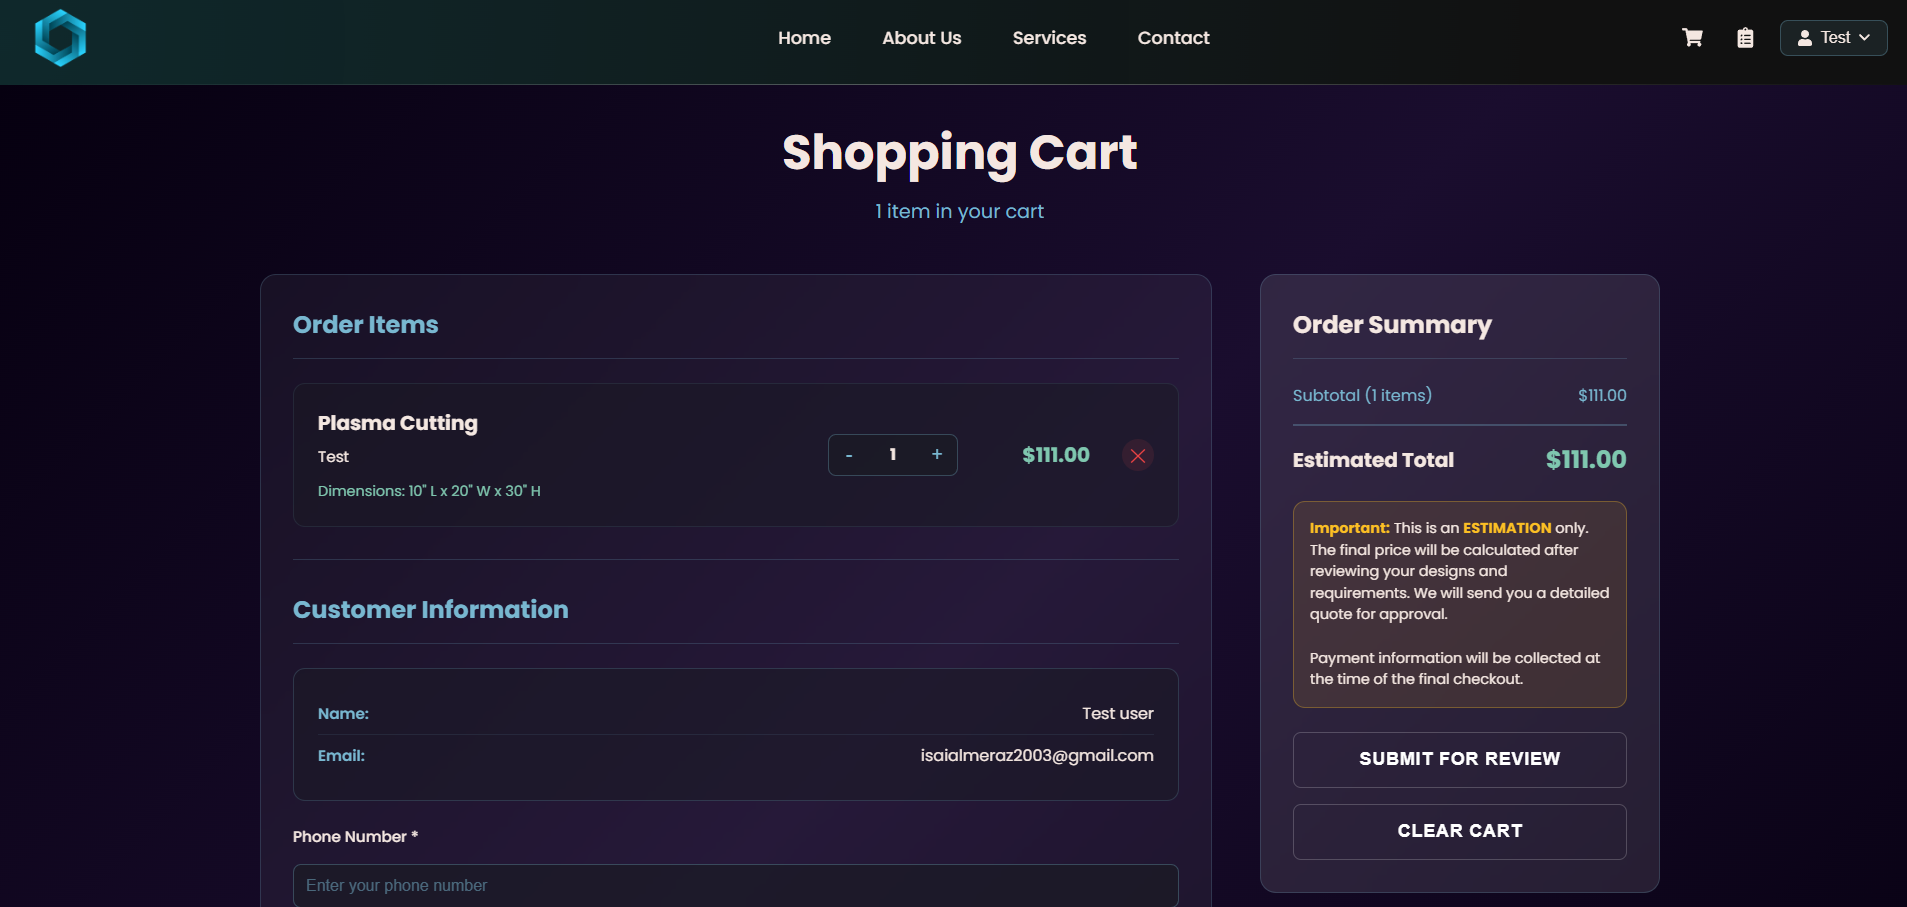 Home
About Us
Services
Contact
Test
Shopping Cart
1 item in your cart
Order Items
Plasma Cutting
Test
Dimensions: 10" L x 20" W x 30" H
- 1 +
$111.00
Customer Information
Name:
Test user
Email:
isaialmeraz2003@gmail.com
Phone Number *
Enter your phone number
Order Summary
Subtotal (1 items)
$111.00
Estimated Total
$111.00
Important: This is an ESTIMATION only.
The final price will be calculated after
reviewing your designs and
requirements. We will send you a detailed
quote for approval.
Payment information will be collected at
the time of the final checkout.
SUBMIT FOR REVIEW
CLEAR CART